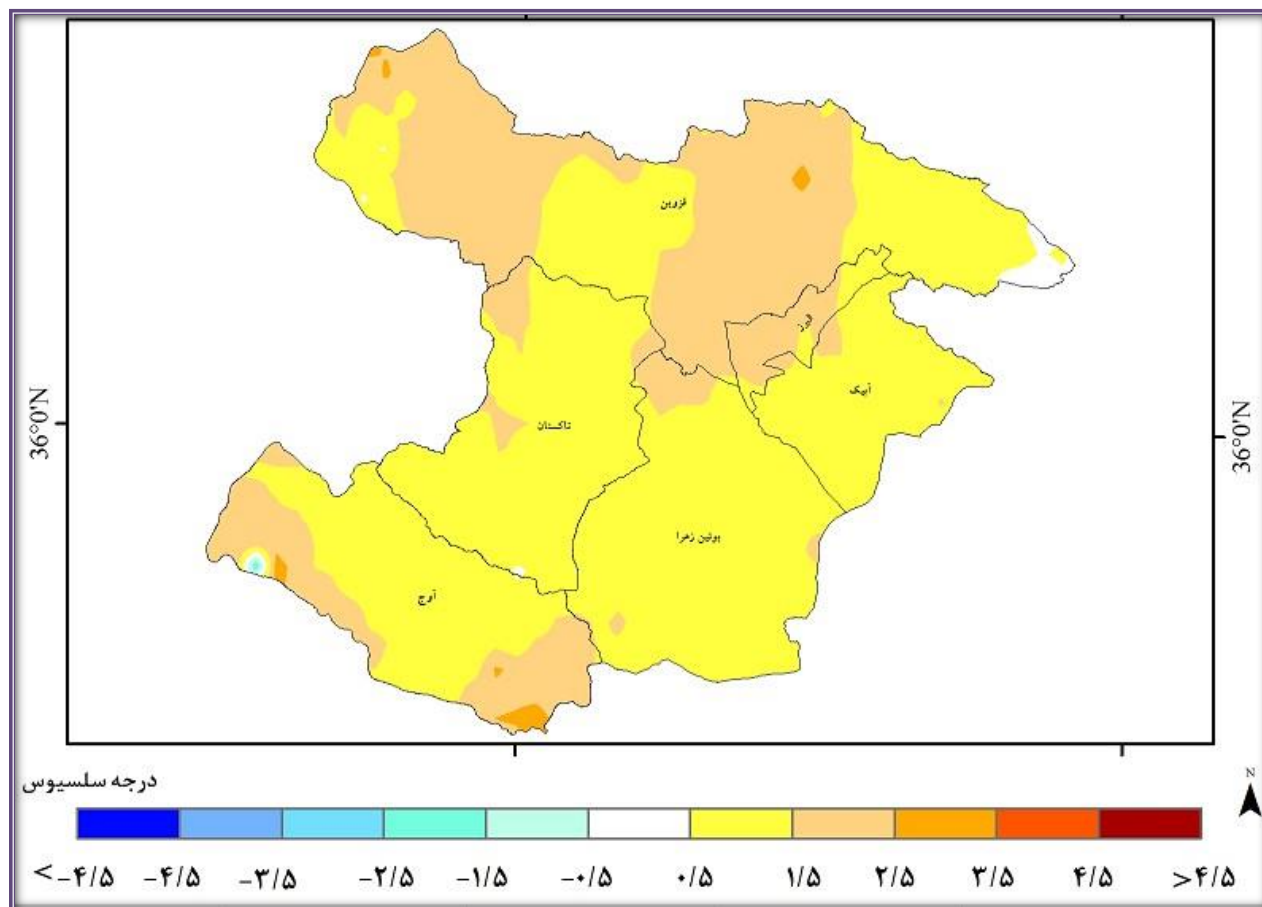 قزوین
البرز
36°0'N
36°0'N
آبیک
تاکستان
بوئین زهرا
آوج
درجه سلسیوس
N
<-۴/۵ -۴/۵ -۳/۵ -۲/۵ -۱/۵ -۰/۵ ۰/۵ ۱/۵ ۲/۵ ۳/۵ ۴/۵ >۴/۵